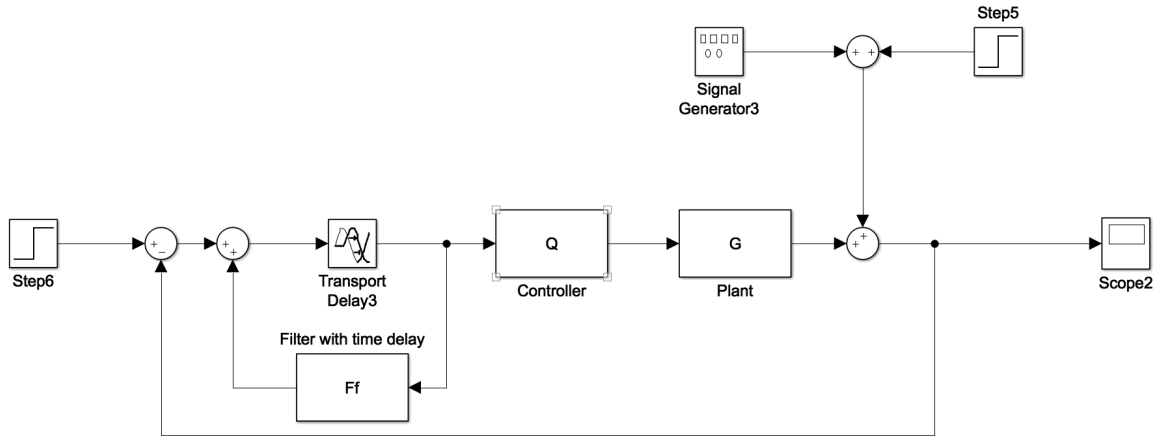 Step5
Signal
Generator3
Step6
Transport
Delay3
Q
Controller
G
Plant
Scope2
Filter with time delay
Ff